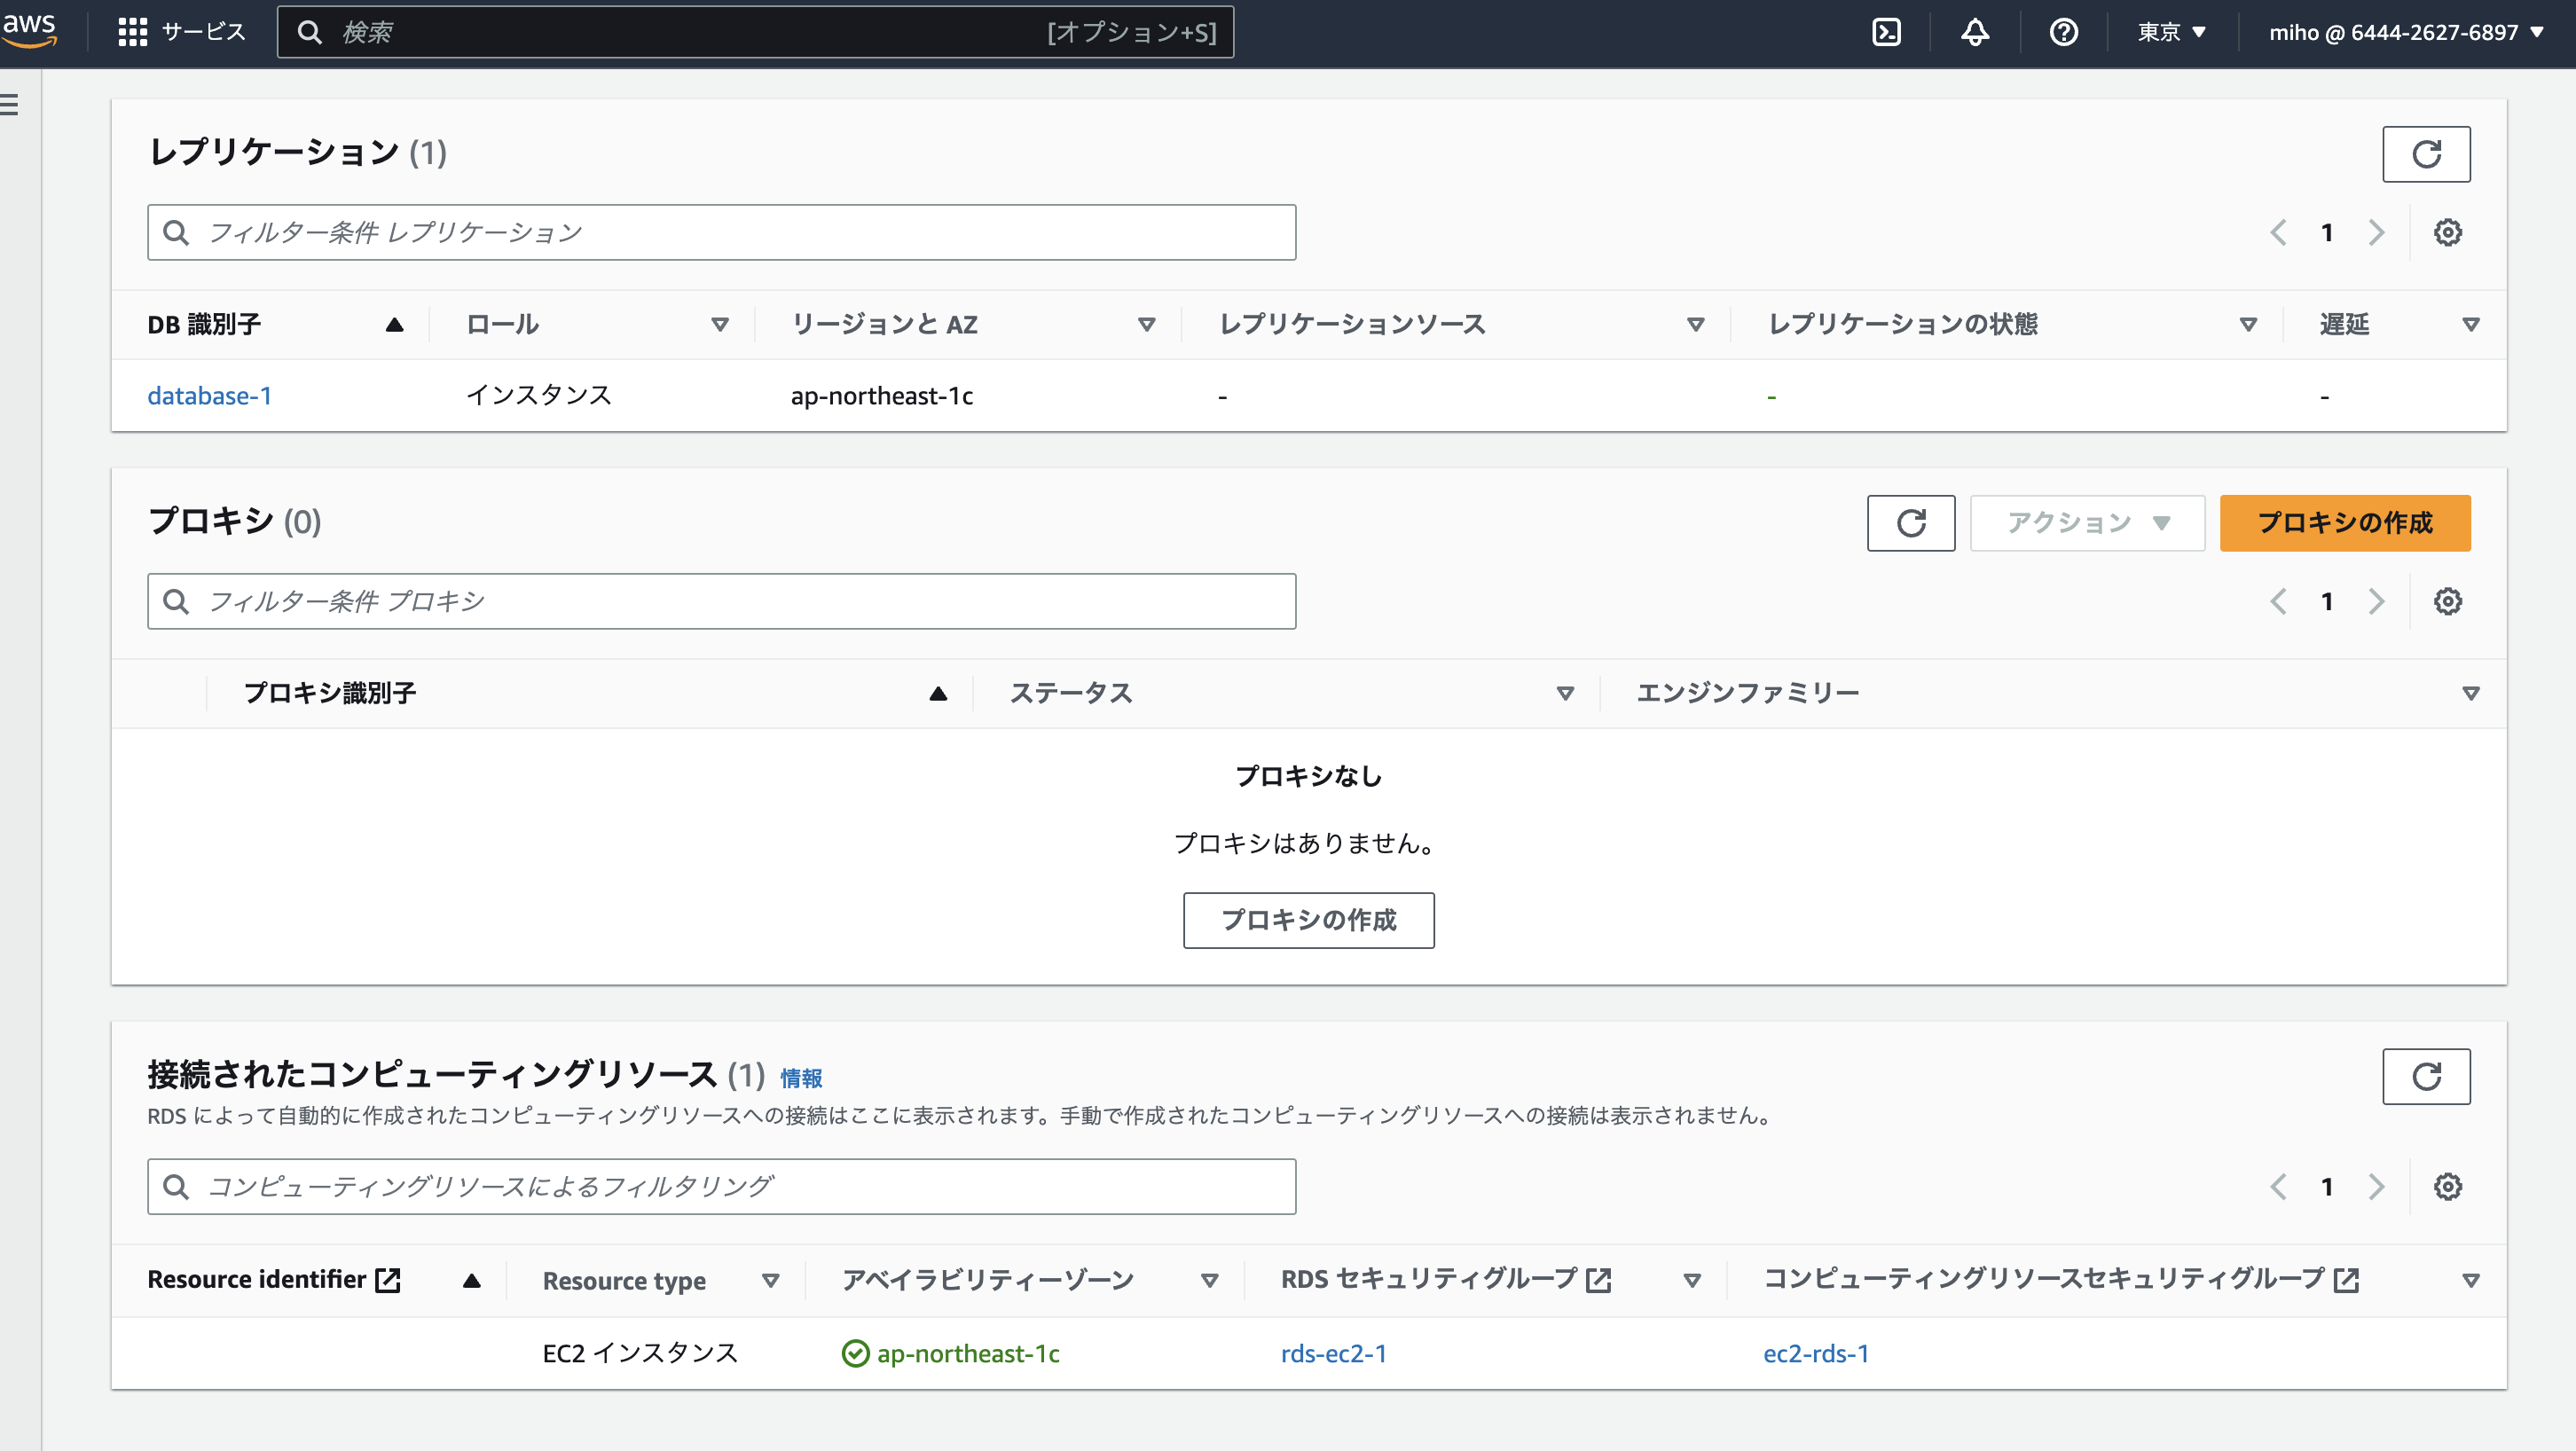 aws サービス 検索 [オプション+S] 東京 miho @ 6444-2627-6897
レプリケーション (1)
フィルター条件 レプリケーション 1
DB 識別子 ロール リージョンと AZ レプリケーションソース レプリケーションの状態 遅延
database-1 インスタンス ap-northeast-1c - - -
プロキシ (0) アクション プロキシの作成
フィルター条件 プロキシ 1
プロキシ識別子 ステータス エンジンファミリー
プロキシなし
プロキシはありません。
プロキシの作成
接続されたコンピューティングリソース (1) 情報
RDS によって自動的に作成されたコンピューティングリソースへの接続はここに表示されます。手動で作成されたコンピューティングリソースへの接続は表示されません。
コンピューティングリソースによるフィルタリング 1
Resource identifier Resource type アベイラビリティーゾーン RDS セキュリティグループ コンピューティングリソースセキュリティグループ
EC2 インスタンス ap-northeast-1c rds-ec2-1 ec2-rds-1